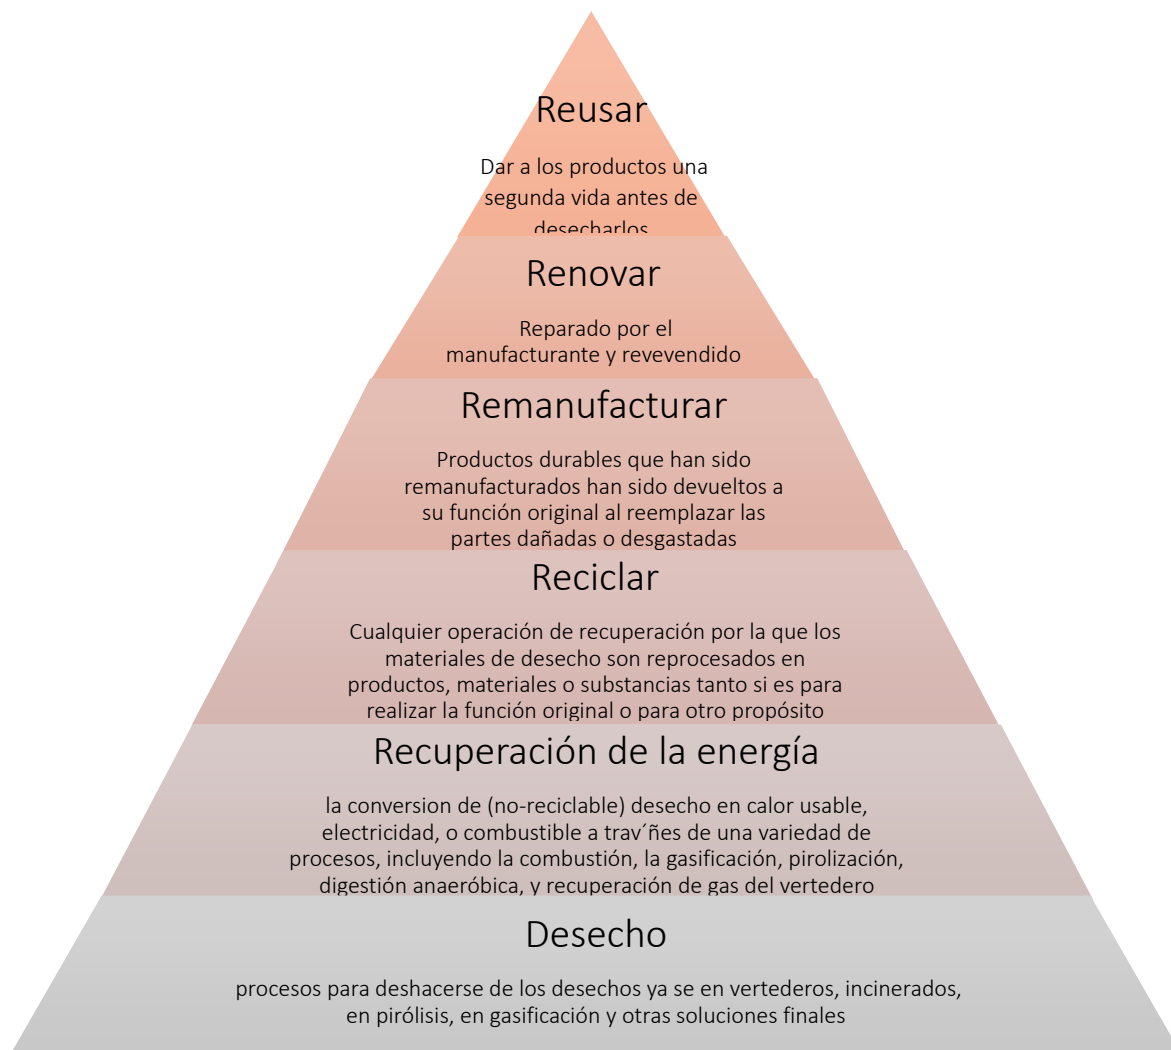 Reusar
Dar a los productos una
segunda vida antes de
desecharlos
Renovar
Reparado por el
manufacturante y revevendido
Remanufacturar
Productos durables que han sido
remanufacturados han sido devueltos a
su función original al reemplazar las
partes dañadas o desgastadas
Reciclar
Cualquier operación de recuperación por la que los
materiales de desecho son reprocesados en
productos, materiales o substancias tanto si es para
realizar la función original o para otro propósito
Recuperación de la energía
la conversion de (no-reciclable) desecho en calor usable,
electricidad, o combustible a trav´ñes de una variedad de
procesos, incluyendo la combustión, la gasificación, pirolización,
digestión anaeróbica, y recuperación de gas del vertedero
Desecho
procesos para deshacerse de los desechos ya se en vertederos, incinerados,
en pirólisis, en gasificación y otras soluciones finales